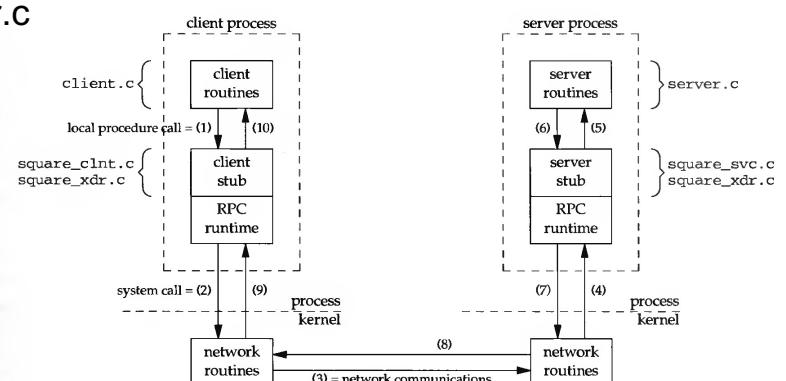 .c
client process
server process
client.c
client
routines
server
routines
server.c
local procedure call = (1)
(10)
(6)
(5)
square_clnt.c
square_xdr.c
client
stub
server
stub
square_svc.c
square_xdr.c
RPC
runtime
RPC
runtime
system call = (2)
(9)
(7)
(4)
process
kernel
process
kernel
network
routines
(8)
(3) = network communications
network
routines